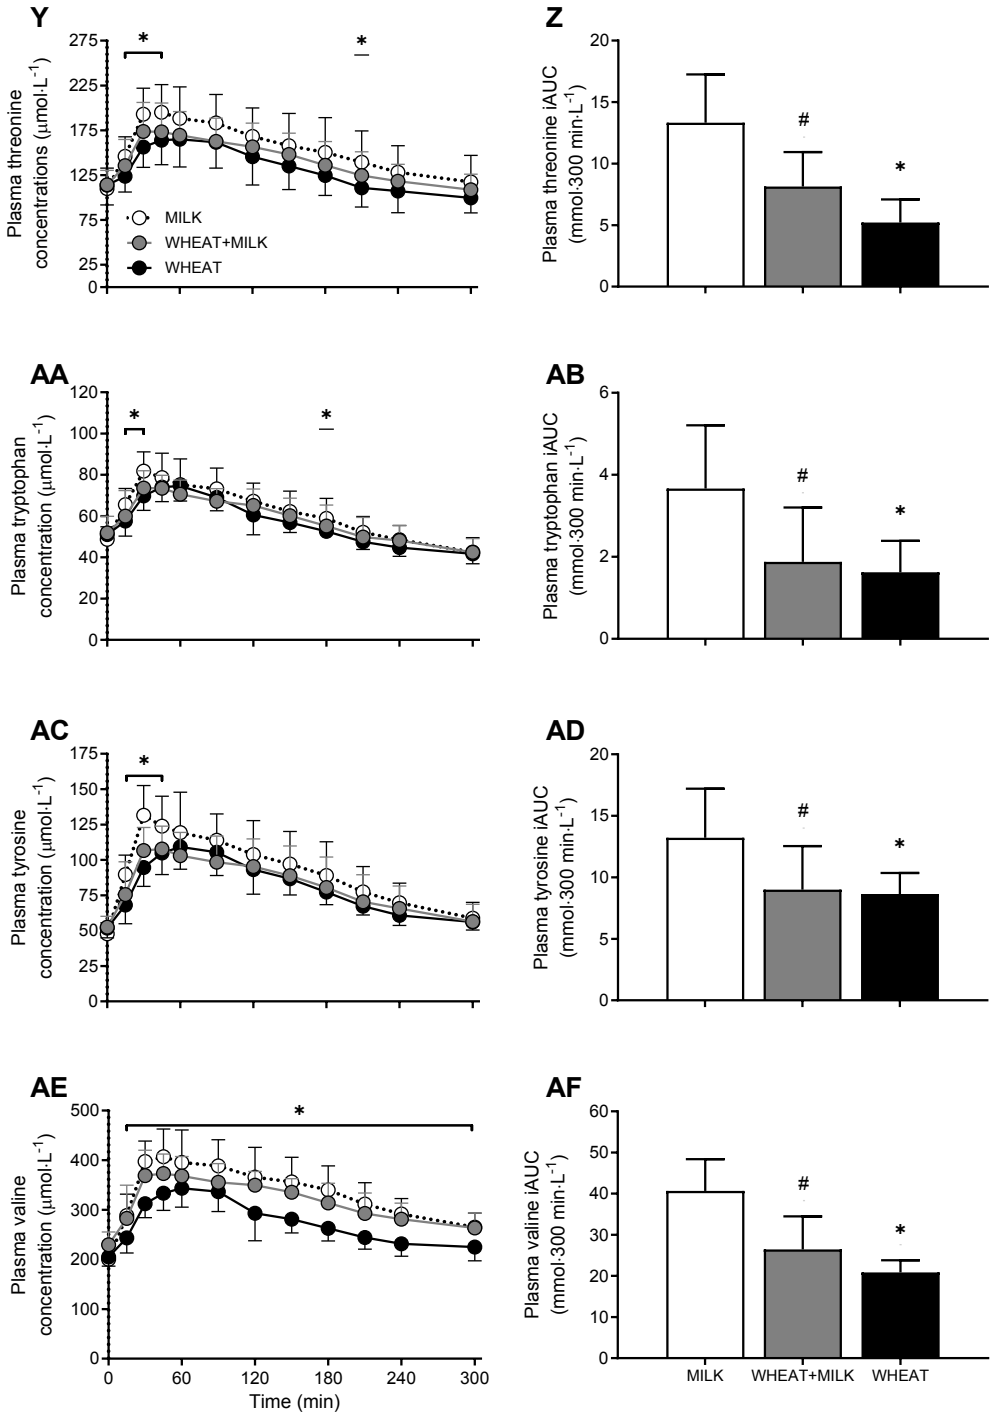 Y
Plasma threonine
concentrations (µmol·L⁻¹)
275
225
175
125
75
25
0
*
*
MILK
WHEAT+MILK
WHEAT
Z
Plasma threonine iAUC
(mmol·300 min·L⁻¹)
20
15
10
5
0
#
*
AA
Plasma tryptophan
concentration (µmol·L⁻¹)
120
100
80
60
40
20
0
*
*
AB
Plasma tryptophan iAUC
(mmol·300 min·L⁻¹)
6
4
2
0
#
*
AC
Plasma tyrosine
concentration (µmol·L⁻¹)
175
150
125
100
75
50
25
0
*
AD
Plasma tyrosine iAUC
(mmol·300 min·L⁻¹)
20
15
10
5
0
#
*
AE
Plasma valine
concentration (µmol·L⁻¹)
500
400
300
200
100
0
*
0 60 120 180 240 300
Time (min)
AF
Plasma valine iAUC
(mmol·300 min·L⁻¹)
60
50
40
30
20
10
0
#
*
MILK WHEAT+MILK WHEAT